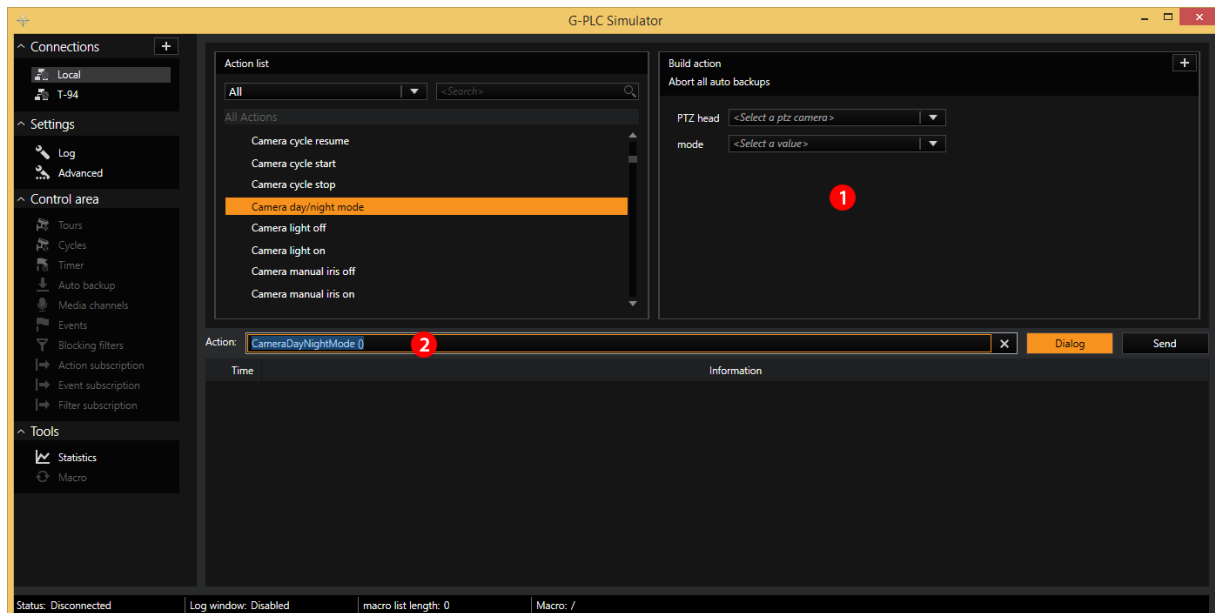 G-PLC Simulator
Connections
Local
T-94
Settings
Log
Advanced
Control area
Tours
Cycles
Timer
Auto backup
Media channels
Events
Blocking filters
Action subscription
Event subscription
Filter subscription
Tools
Statistics
Macro
Action list
All
<Search>
All Actions
Camera cycle resume
Camera cycle start
Camera cycle stop
Camera day/night mode
Camera light off
Camera light on
Camera manual iris off
Camera manual iris on
Build action
Abort all auto backups
PTZ head <Select a ptz camera>
mode <Select a value>
1
Action: CameraDayNightMode () 2 Dialog Send
Time Information
Status: Disconnected Log window: Disabled macro list length: 0 Macro: /